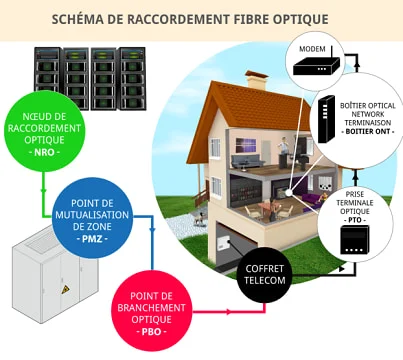 SCHÉMA DE RACCORDEMENT FIBRE OPTIQUE
NŒUD DE
RACCORDEMENT
OPTIQUE
- NRO -
POINT DE
MUTUALISATION
DE ZONE
- PMZ -
POINT DE
BRANCHEMENT
OPTIQUE
- PBO -
COFFRET
TELECOM
PRISE
TERMINALE
OPTIQUE
- PTO -
BOÎTIER OPTICAL
NETWORK
TERMINAISON
- BOITIER ONT -
MODEM